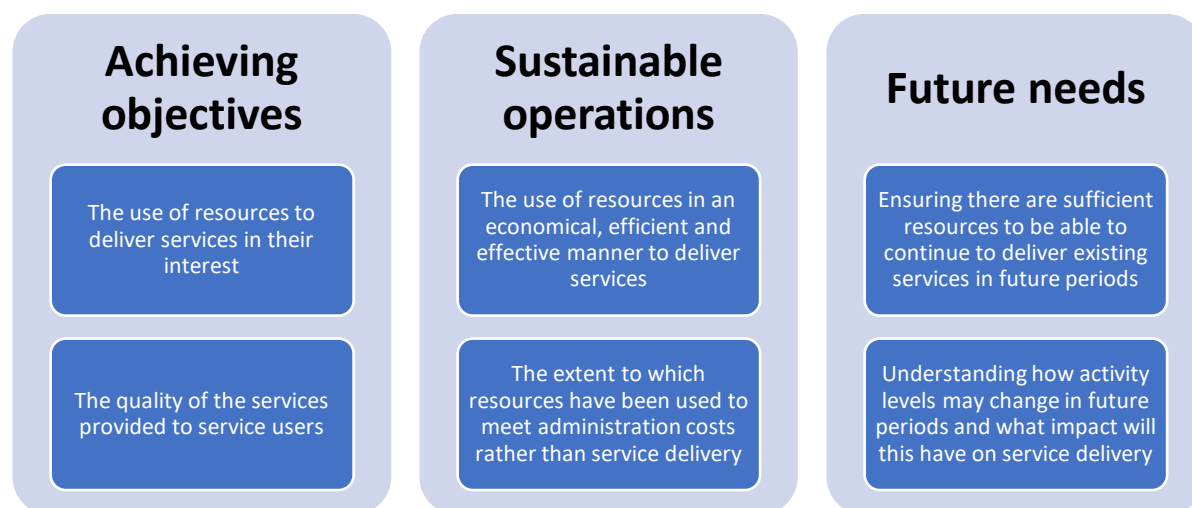 Achieving
objectives
The use of resources to
deliver services in their
interest
The quality of the services
provided to service users
Sustainable
operations
The use of resources in an
economical, efficient and
effective manner to deliver
services
The extent to which
resources have been used to
meet administration costs
rather than service delivery
Future needs
Ensuring there are sufficient
resources to be able to
continue to deliver existing
services in future periods
Understanding how activity
levels may change in future
periods and what impact will
this have on service delivery